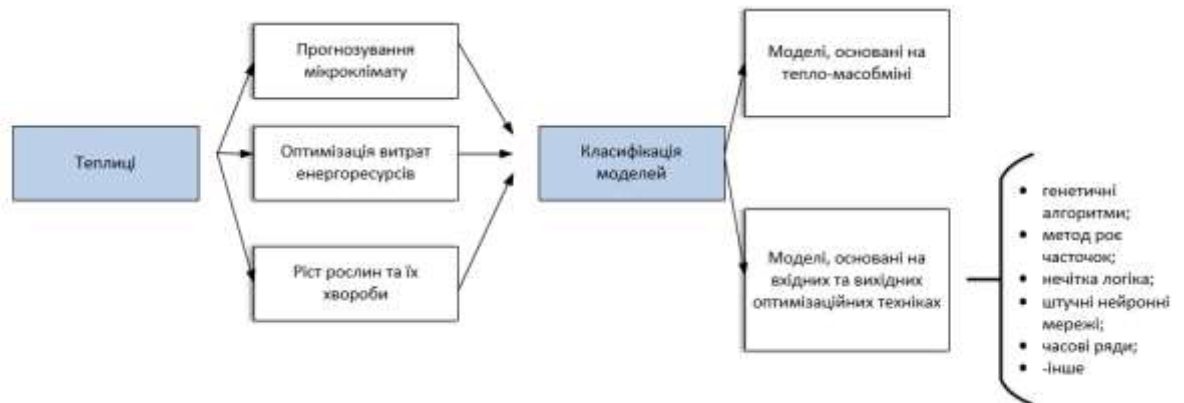 Теплиці
Прогнозування
мікроклімату
Оптимізація витрат
енергоресурсів
Ріст рослин та їх
хвороби
Класифікація
моделей
Моделі, основані на
тепло-масобміні
Моделі, основані на
вхідних та вихідних
оптимізаційних техніках
• генетичні
алгоритми;
• метод роє
часточок;
• нечітка логіка;
• штучні нейронні
мережі;
• часові ряди;
• -інше